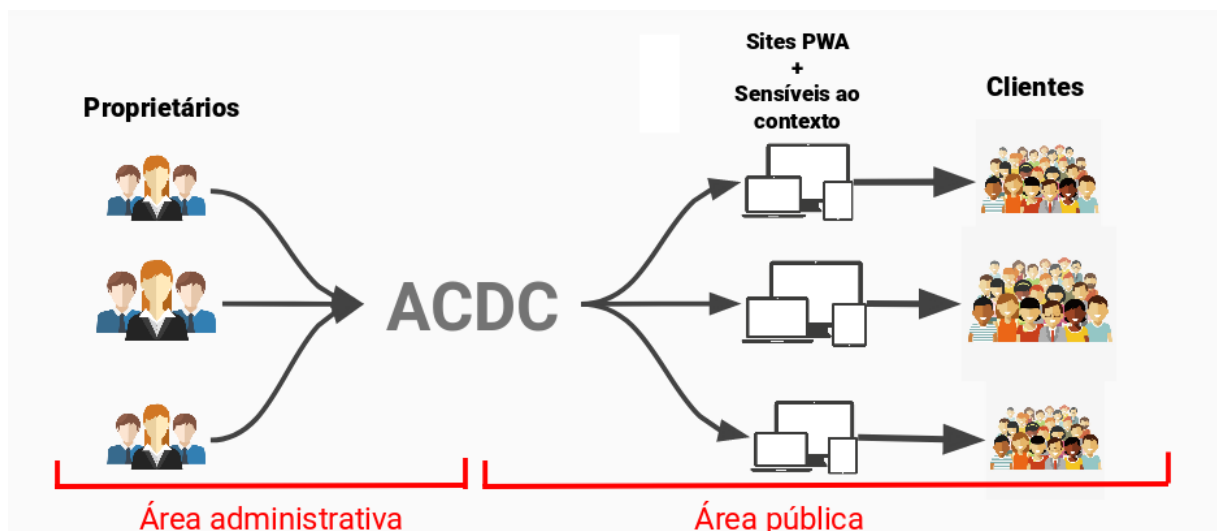 Proprietários
ACDC
Sites PWA
+
Sensíveis ao
contexto
Clientes
Área administrativa
Área pública